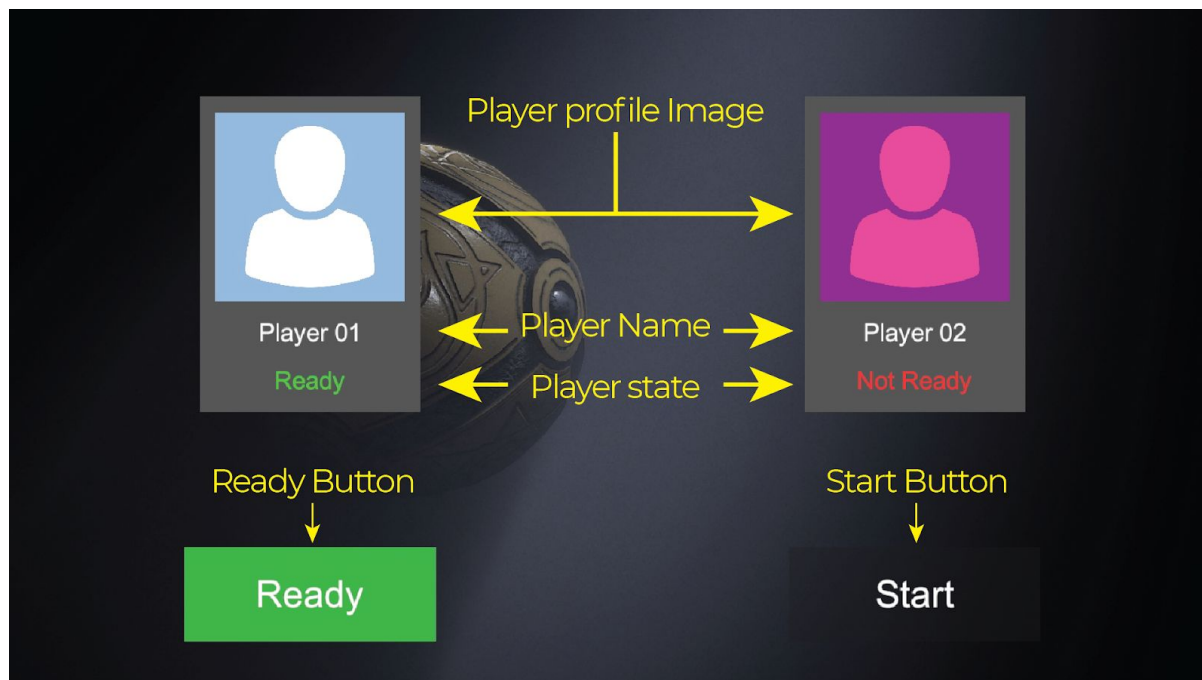 Player profile Image
Player 01
Player Name
Player 02
Ready
Player state
Not Ready
Ready Button
Start Button
Ready
Start